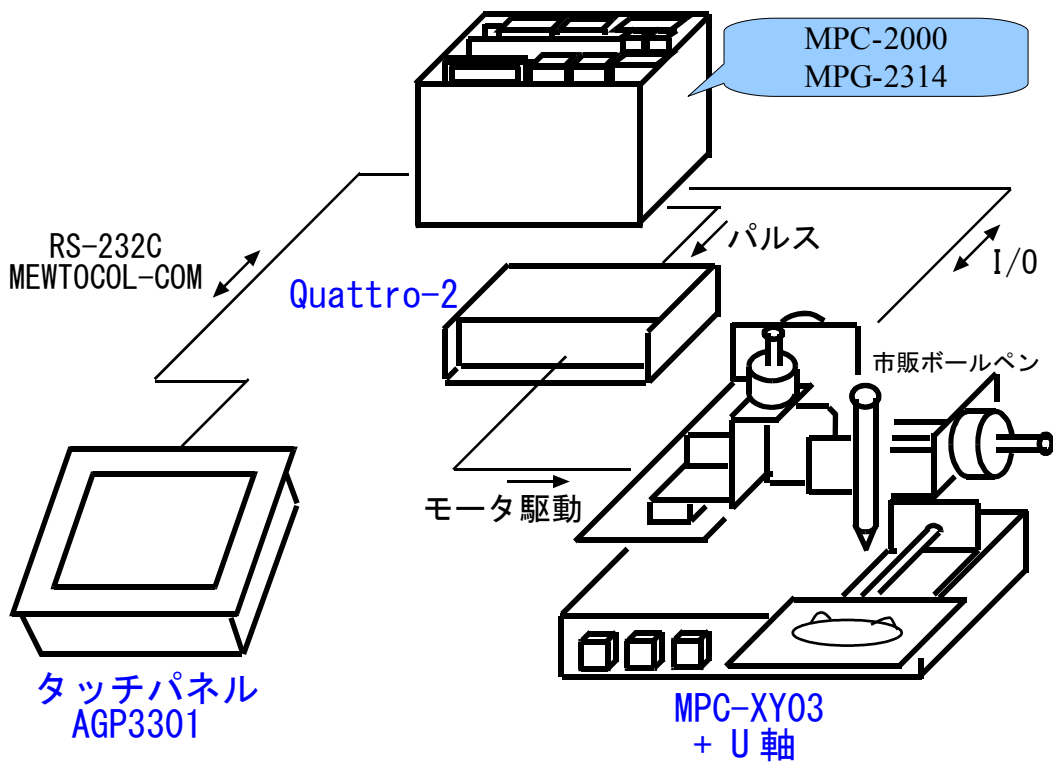 MPC-2000
MPG-2314
RS-232C
MEWTOCOL-COM
パルス
I/O
Quattro-2
市販ボールペン
モータ駆動
タッチパネル
AGP3301
MPC-XY03
+ U軸